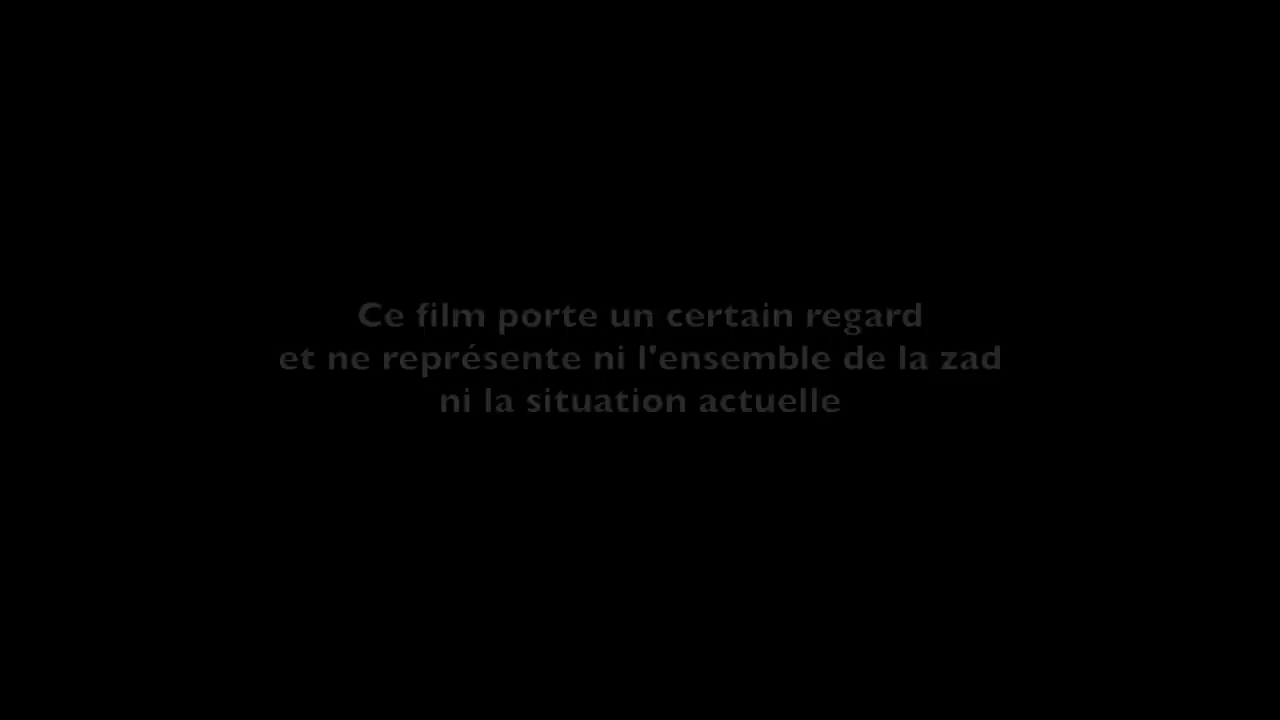 Ce film porte un certain regard
et ne représente ni l'ensemble de la zad
ni la situation actuelle